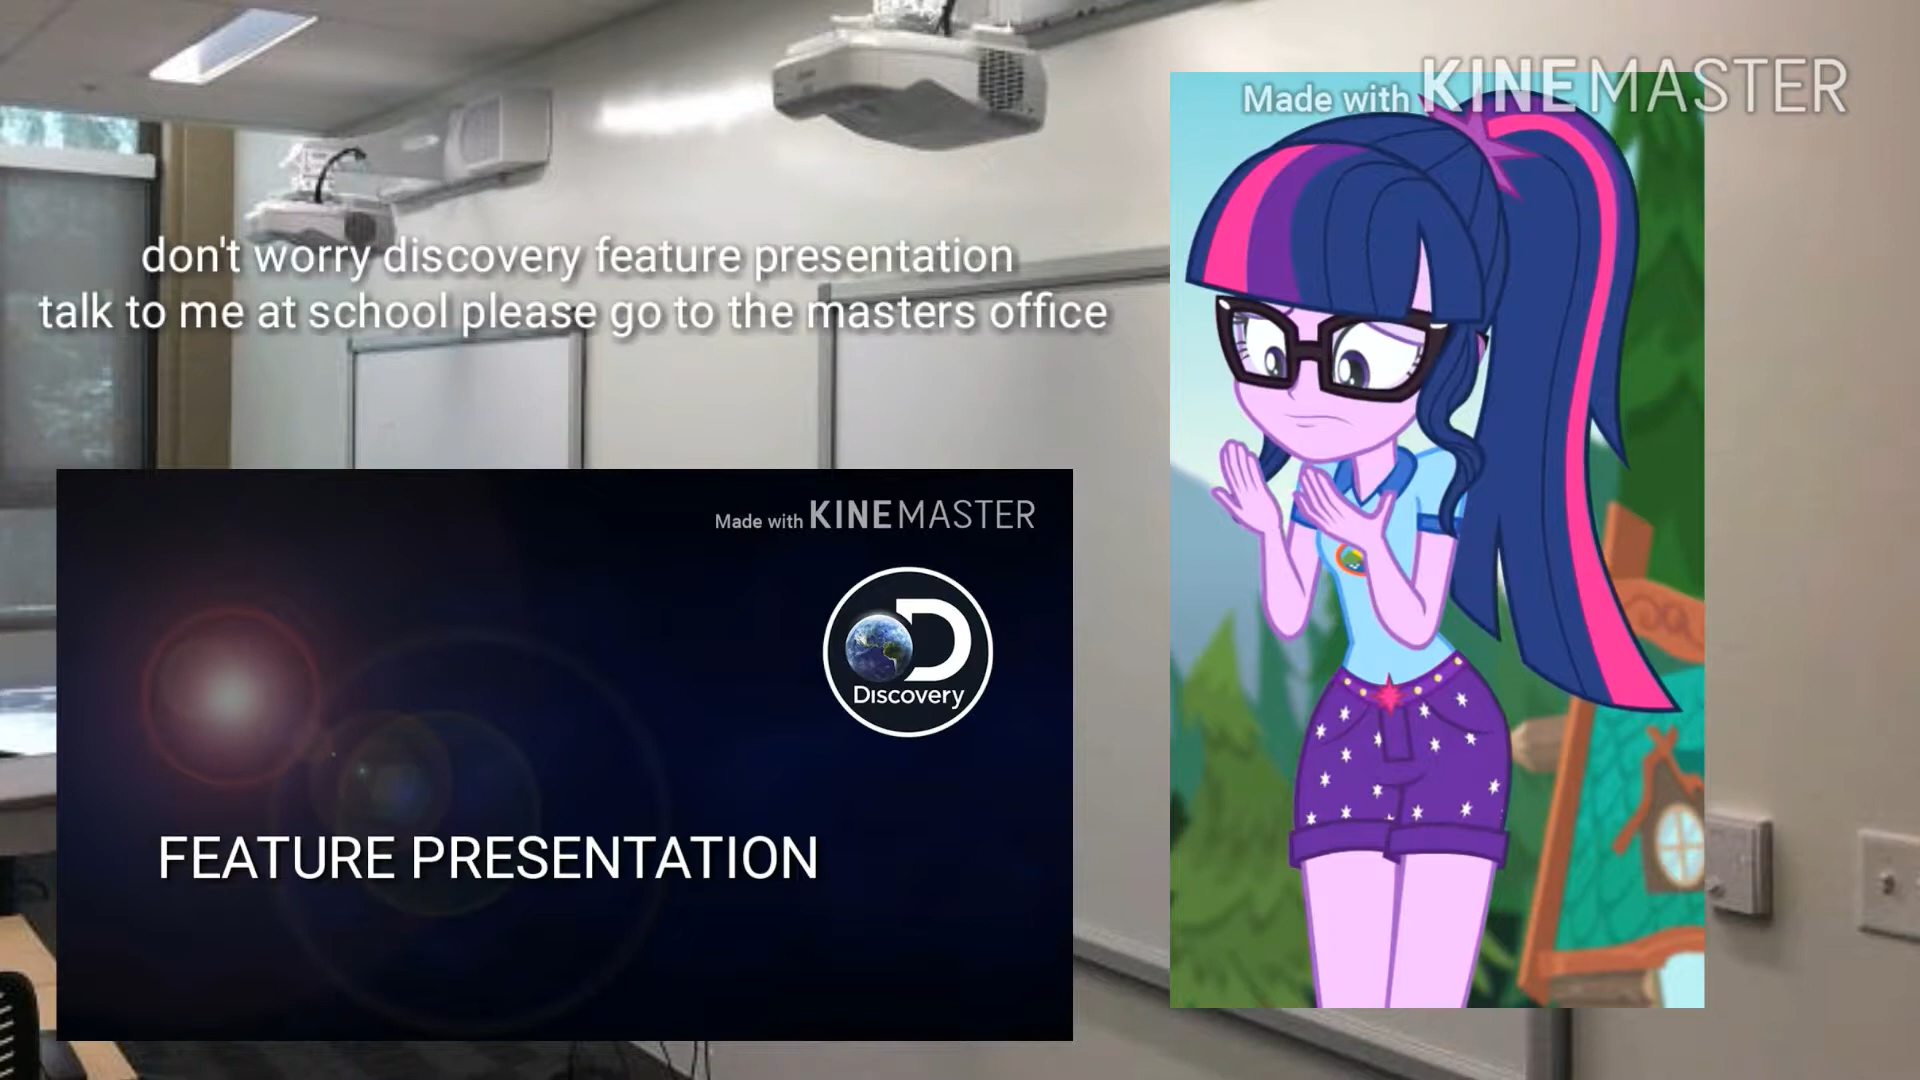 Made with KINEMASTER
don't worry discovery feature presentation
talk to me at school please go to the masters office
Made with KINEMASTER
Discovery
FEATURE PRESENTATION